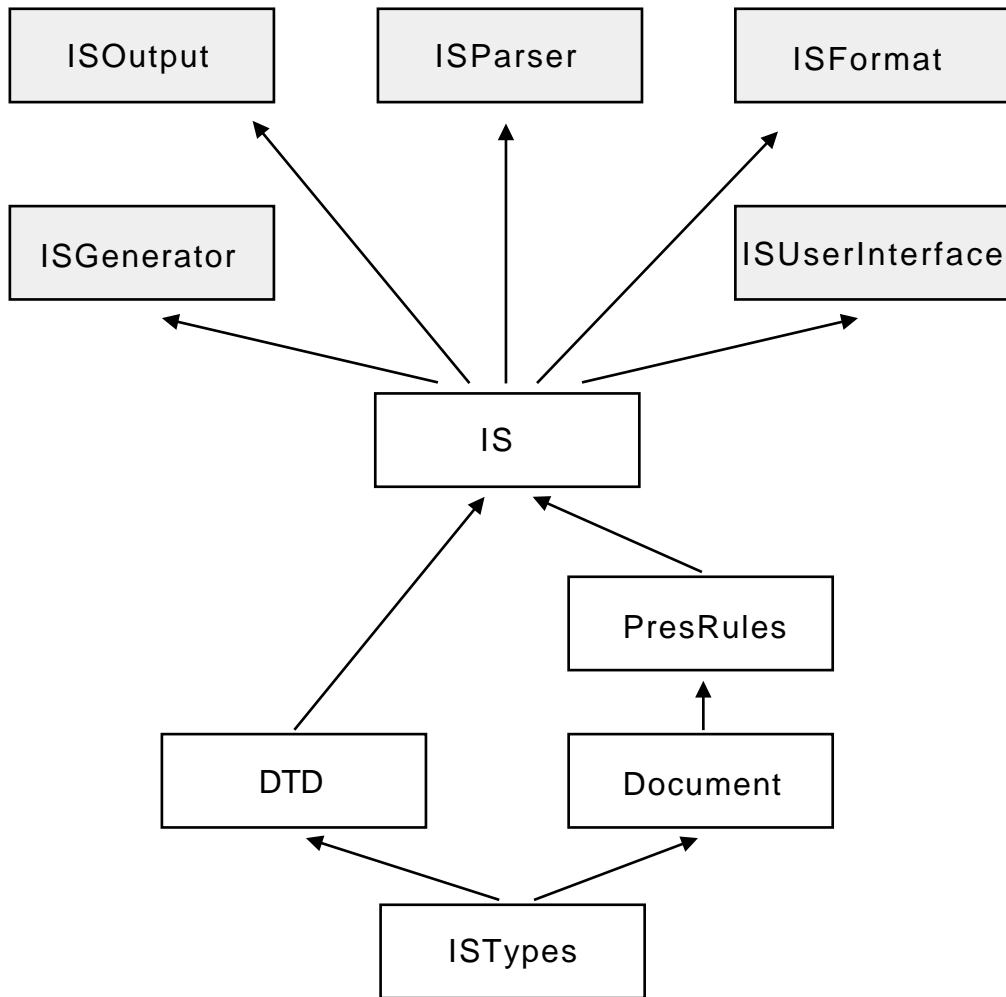 ISOutput
ISParser
ISFormat
ISGenerator
ISUserInterface
IS
PresRules
DTD
Document
ISTypes